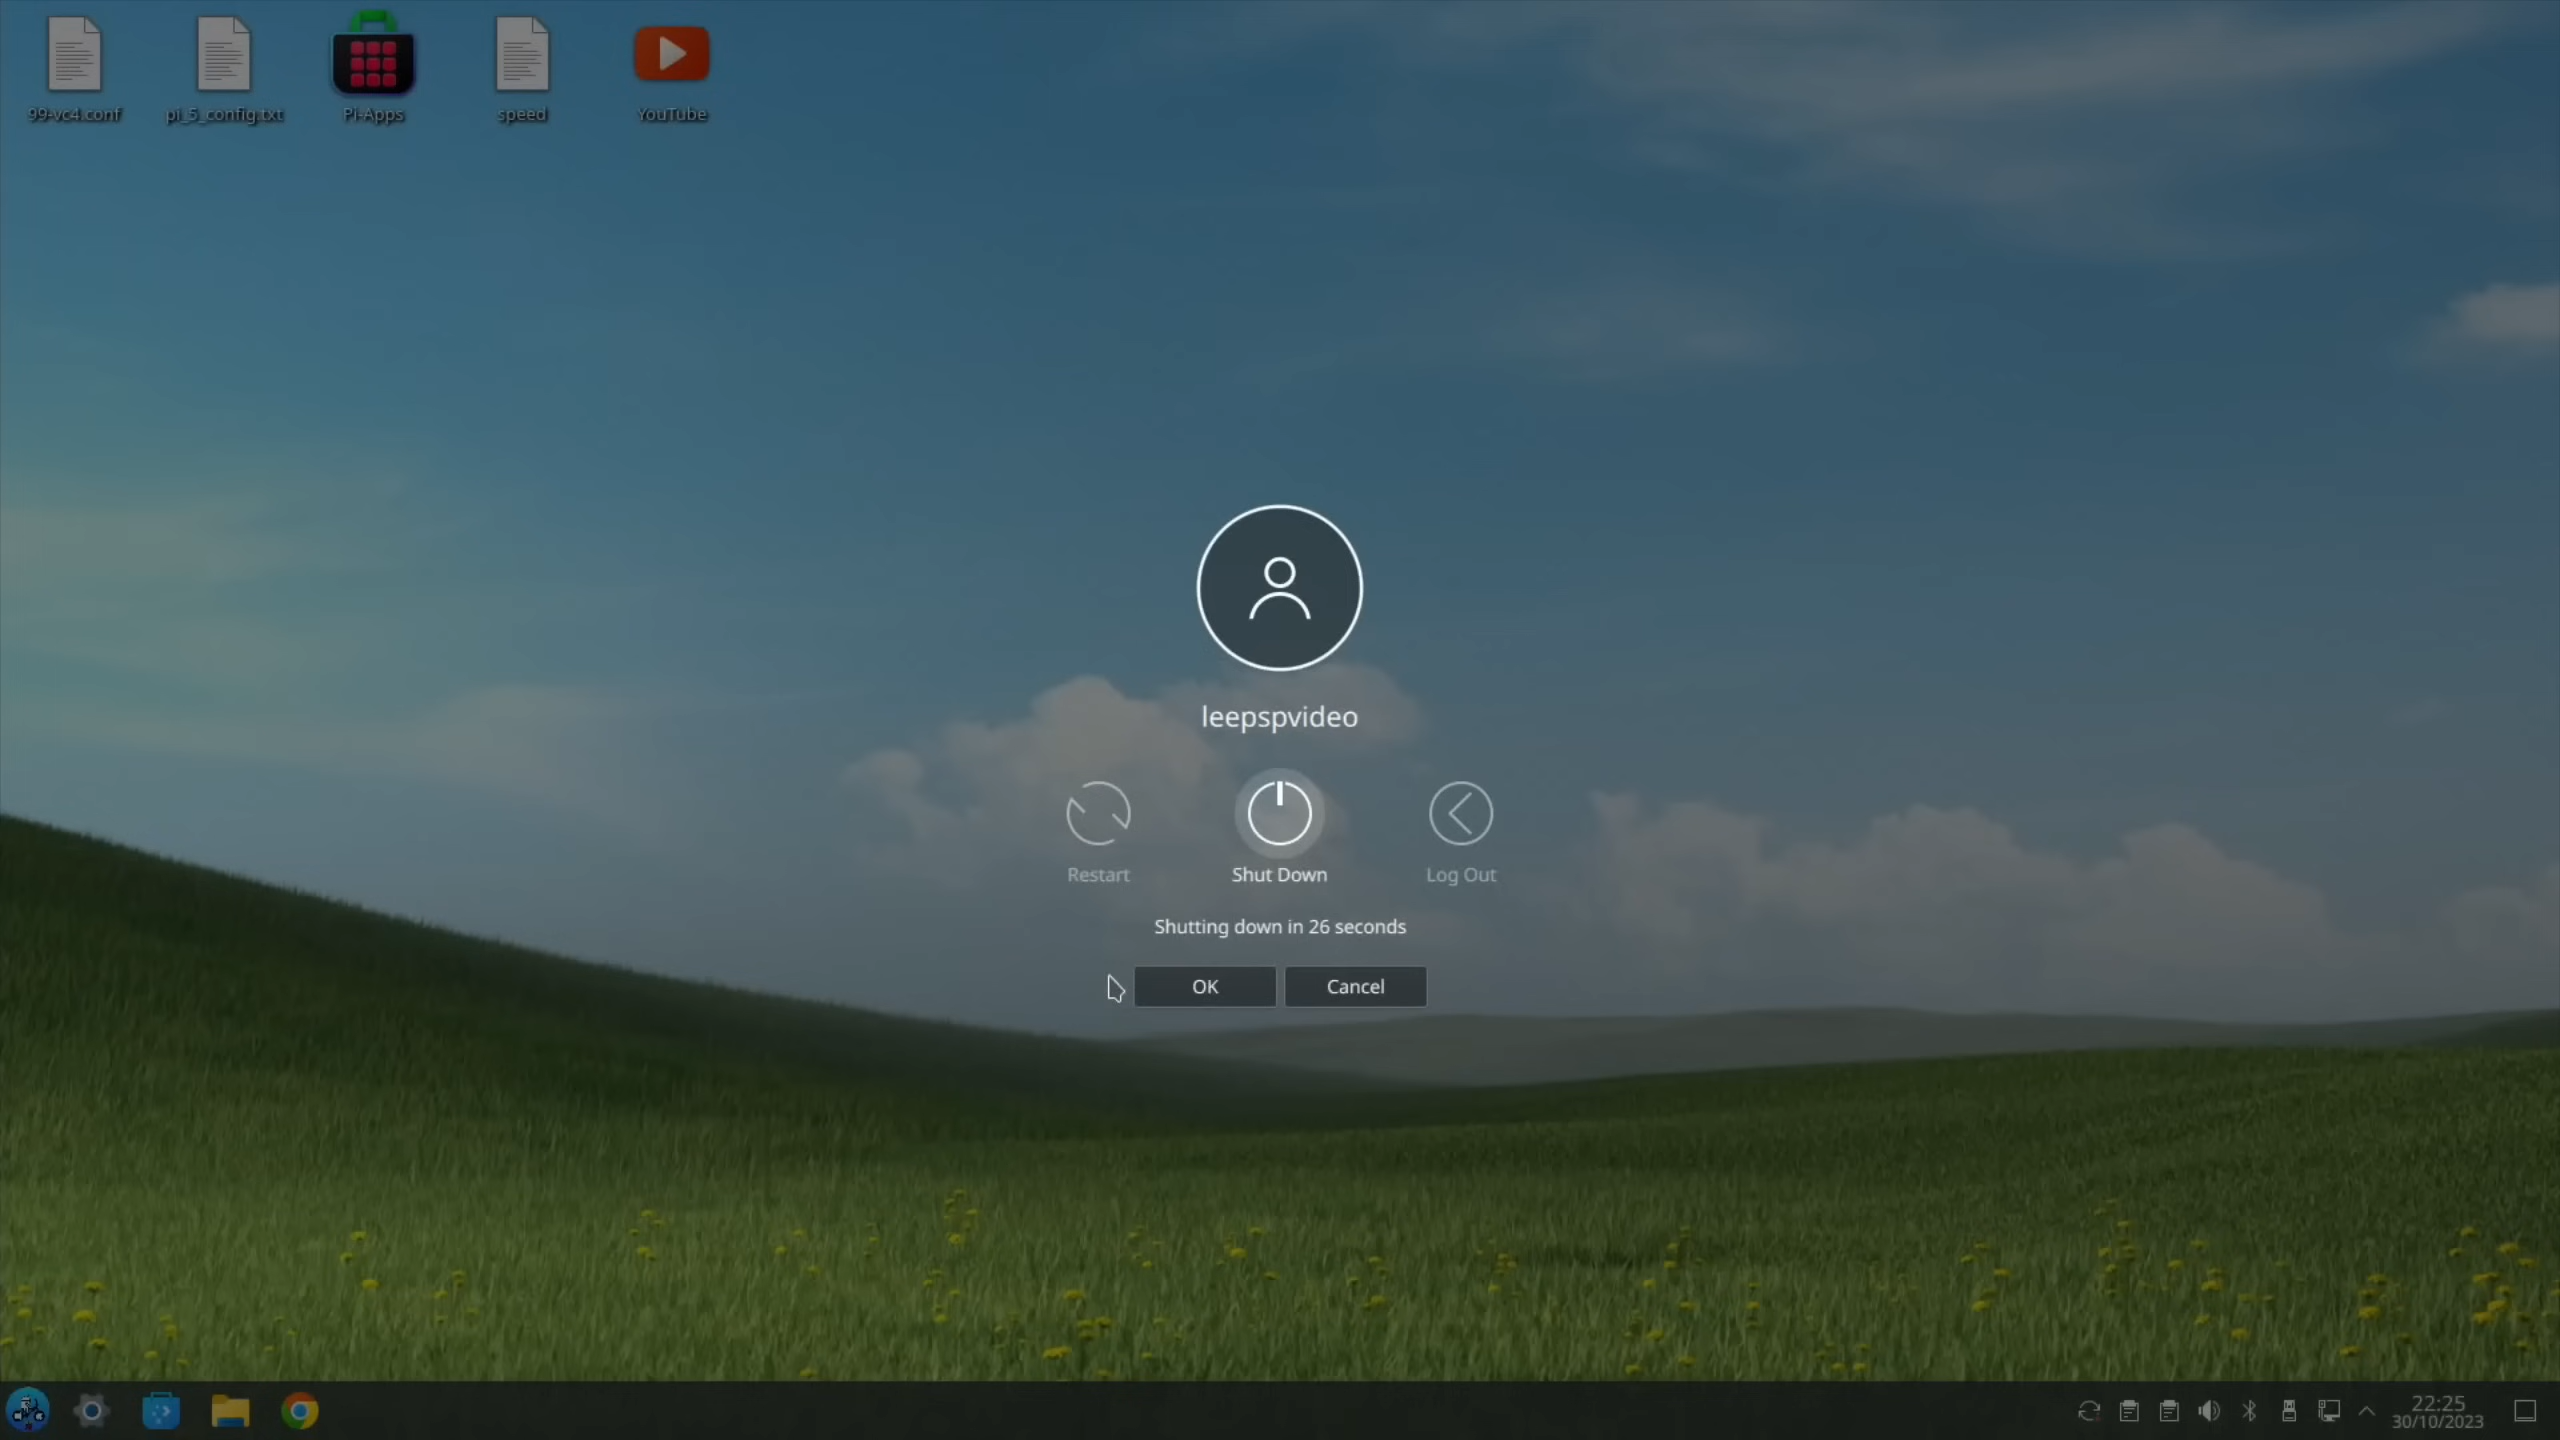 99-vc4.conf
pi_5_config.txt
Pi-Apps
speed
YouTube
leepspvideo
Restart
Shut Down
Log Out
Shutting down in 26 seconds
OK
Cancel
22:25
30/10/2023